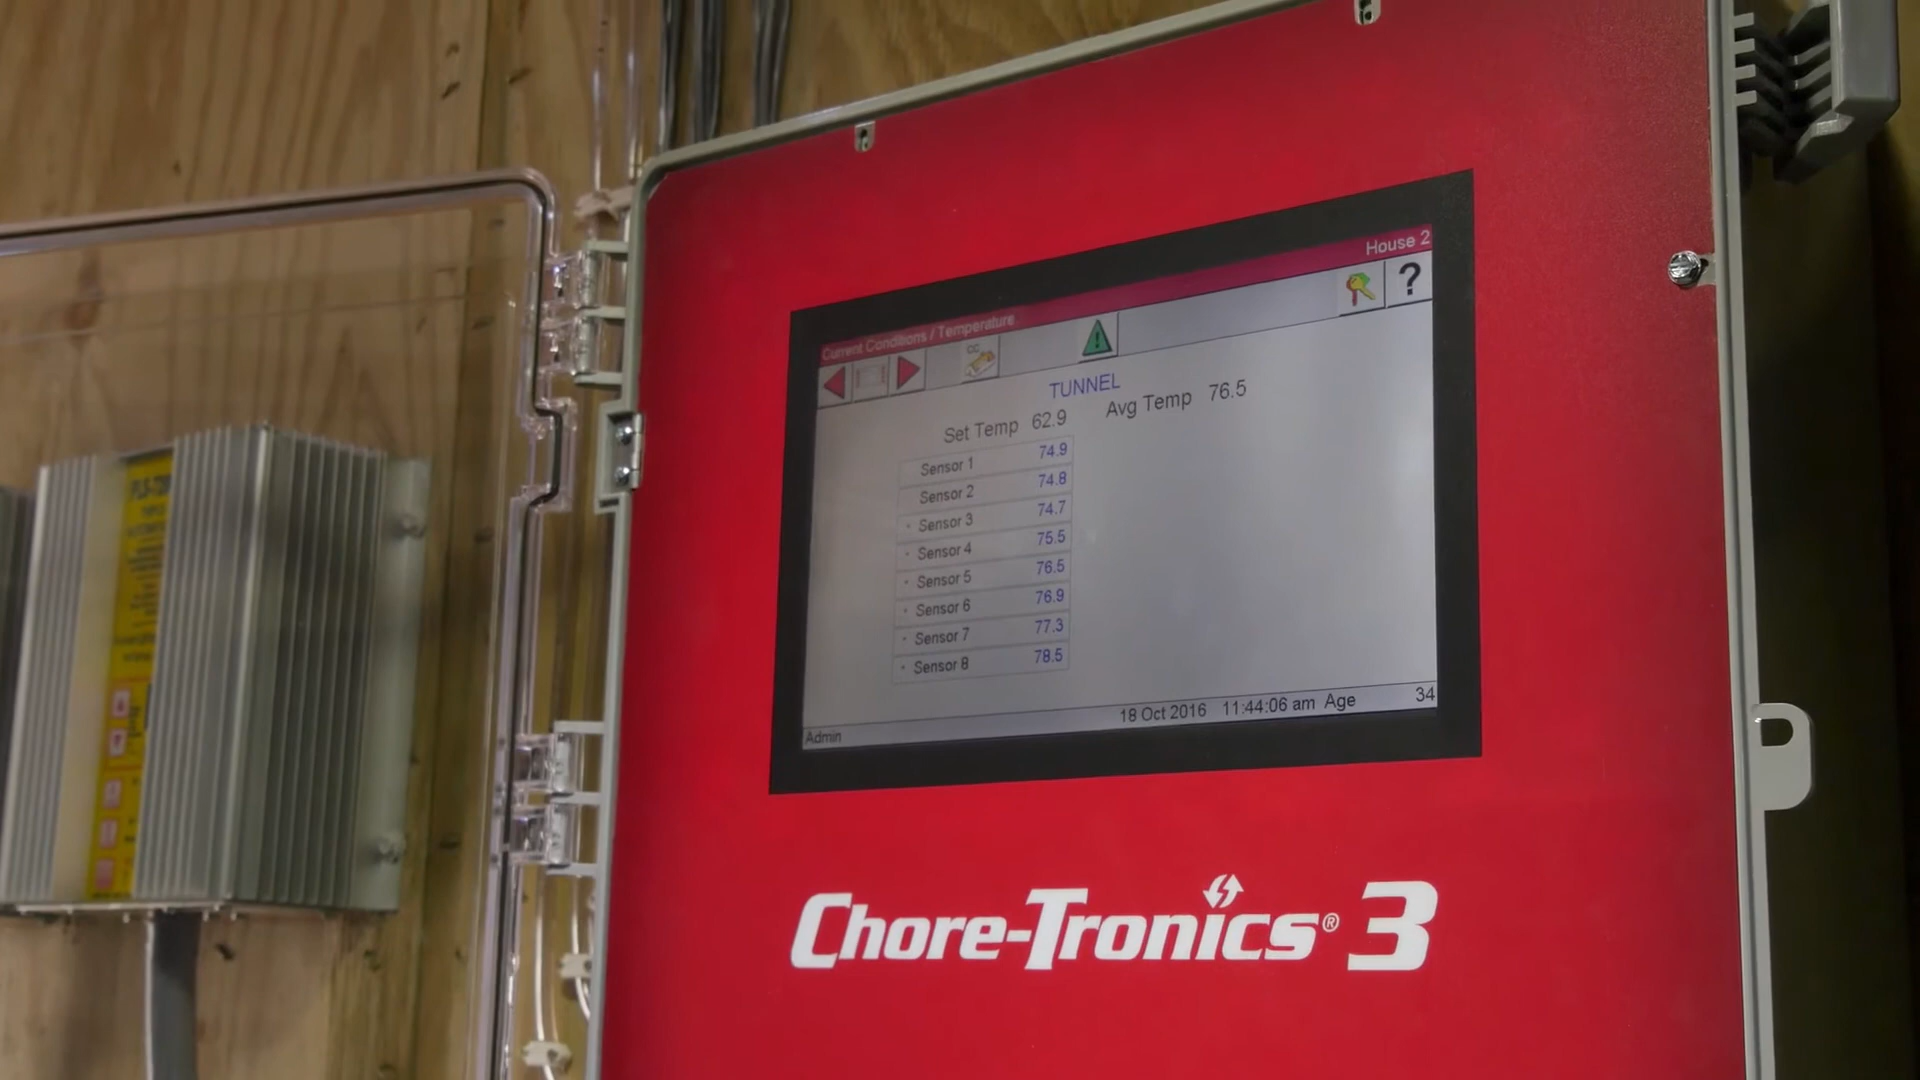 House 2
Current Conditions / Temperature
?
CC
TUNNEL
Set Temp 62.9 Avg Temp 76.5
Sensor 1 74.9
Sensor 2 74.8
· Sensor 3 74.7
· Sensor 4 75.5
· Sensor 5 76.5
· Sensor 6 76.9
· Sensor 7 77.3
· Sensor 8 78.5
18 Oct 2016 11:44:06 am Age 34
Admin
Chore-Tronics® 3